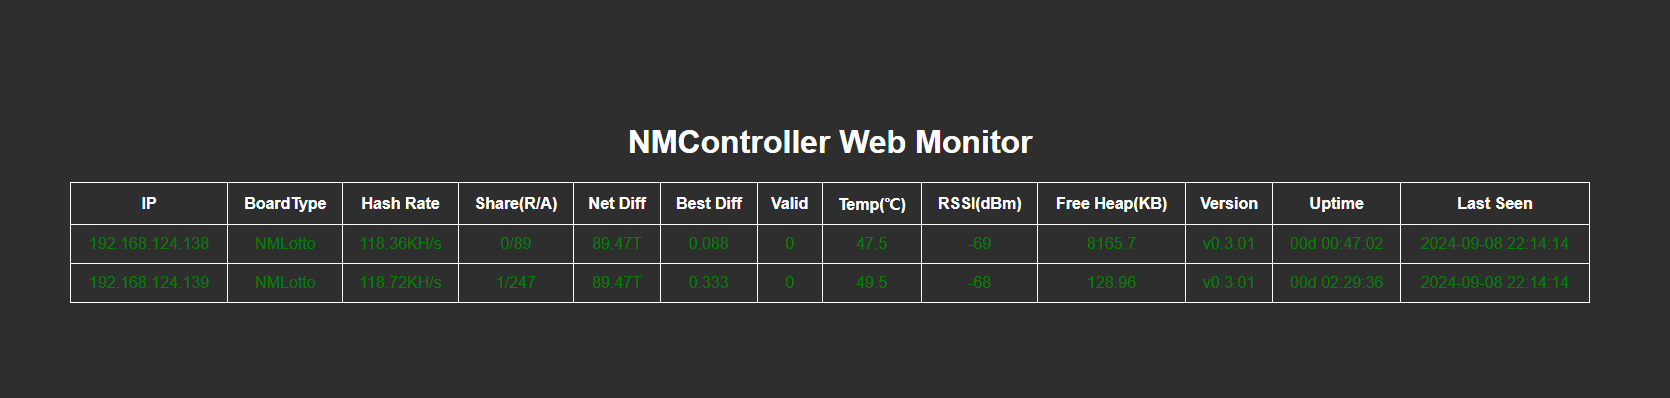 NMController Web Monitor
IP BoardType Hash Rate Share(R/A) Net Diff Best Diff Valid Temp(℃) RSSI(dBm) Free Heap(KB) Version Uptime Last Seen
192.168.124.138 NMLotto 118.36KH/s 0/89 89.47T 0.088 0 47.5 -69 8165.7 v0.3.01 00d 00:47:02 2024-09-08 22:14:14
192.168.124.139 NMLotto 118.72KH/s 1/247 89.47T 0.333 0 49.5 -68 128.96 v0.3.01 00d 02:29:36 2024-09-08 22:14:14